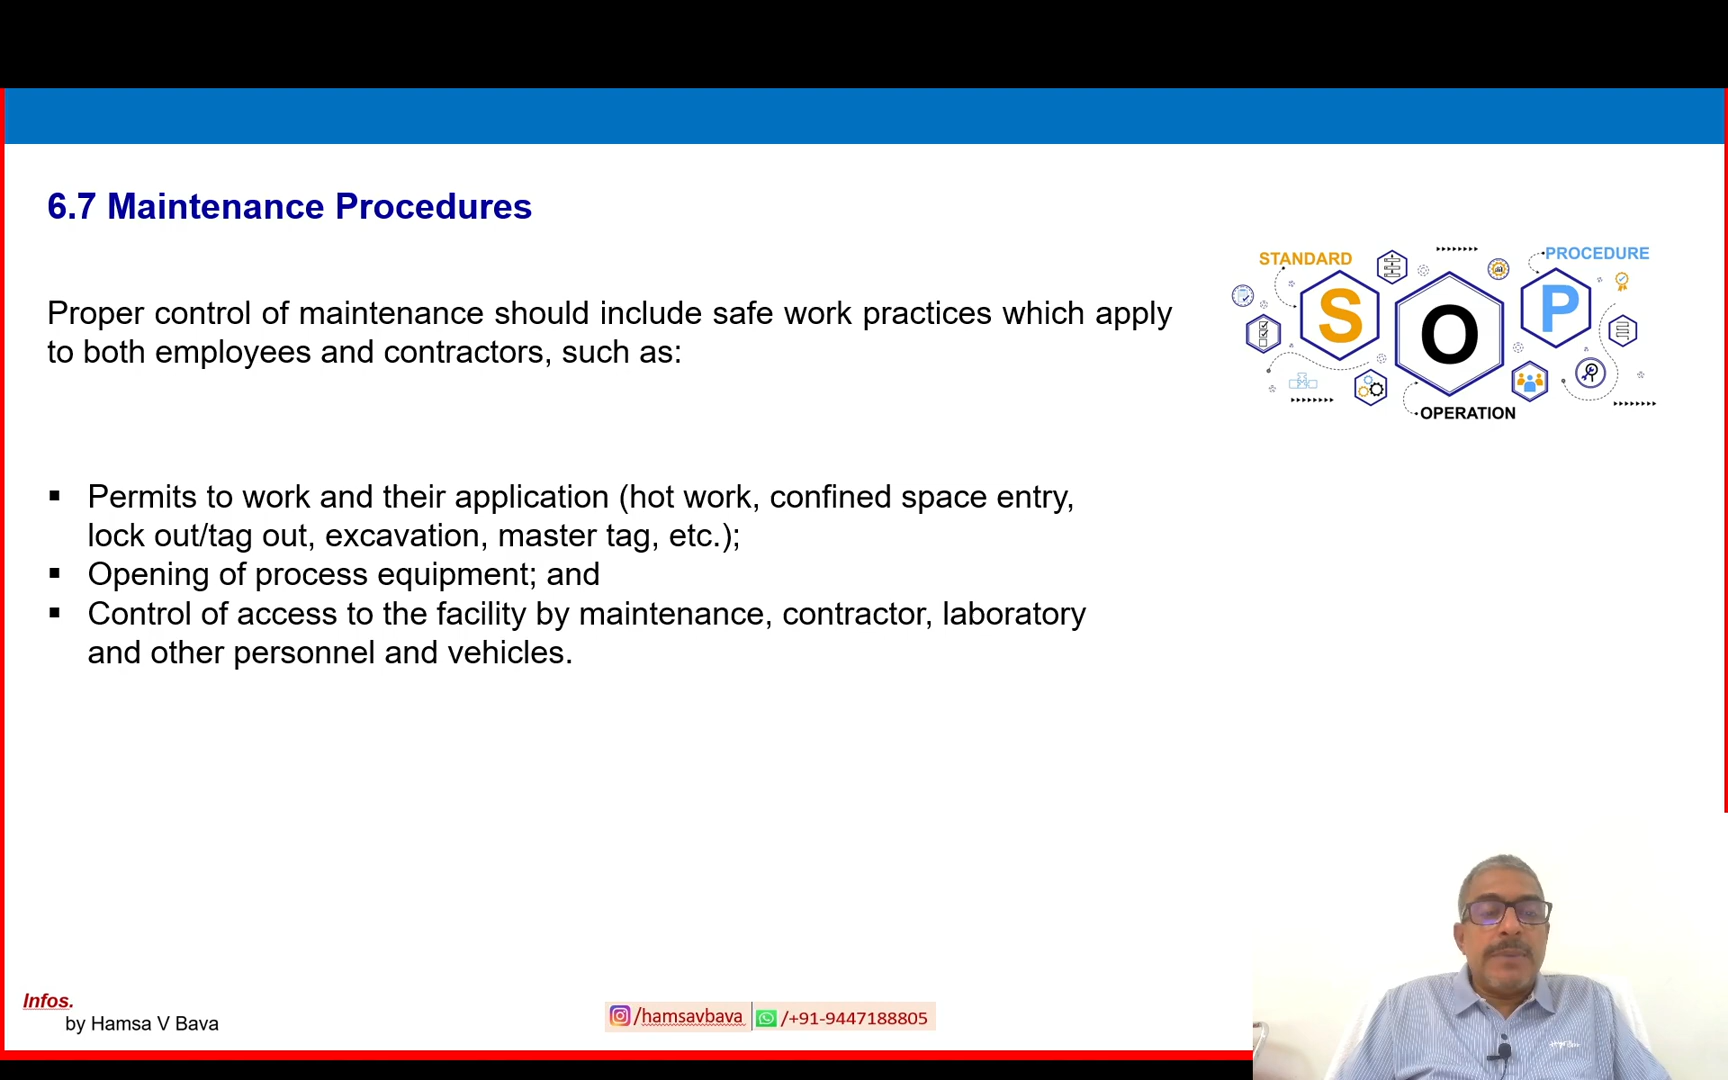 6.7 Maintenance Procedures
Proper control of maintenance should include safe work practices which apply
to both employees and contractors, such as:
STANDARD
PROCEDURE
S
O
P
OPERATION
▪ Permits to work and their application (hot work, confined space entry,
lock out/tag out, excavation, master tag, etc.);
▪ Opening of process equipment; and
▪ Control of access to the facility by maintenance, contractor, laboratory
and other personnel and vehicles.
Infos.
by Hamsa V Bava
/hamsavbava
/+91-9447188805